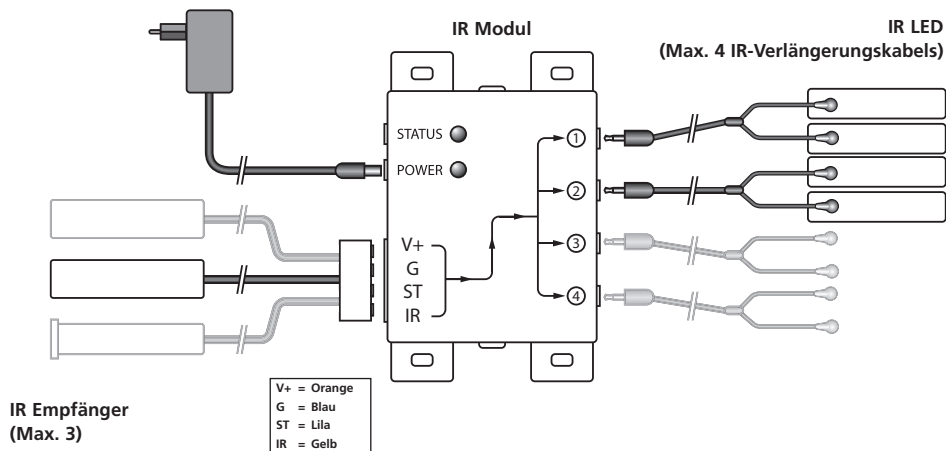 IR Modul
IR LED
(Max. 4 IR-Verlängerungskabels)
STATUS
POWER
1
2
3
4
V+
G
ST
IR
IR Empfänger
(Max. 3)
V+ = Orange
G = Blau
ST = Lila
IR = Gelb